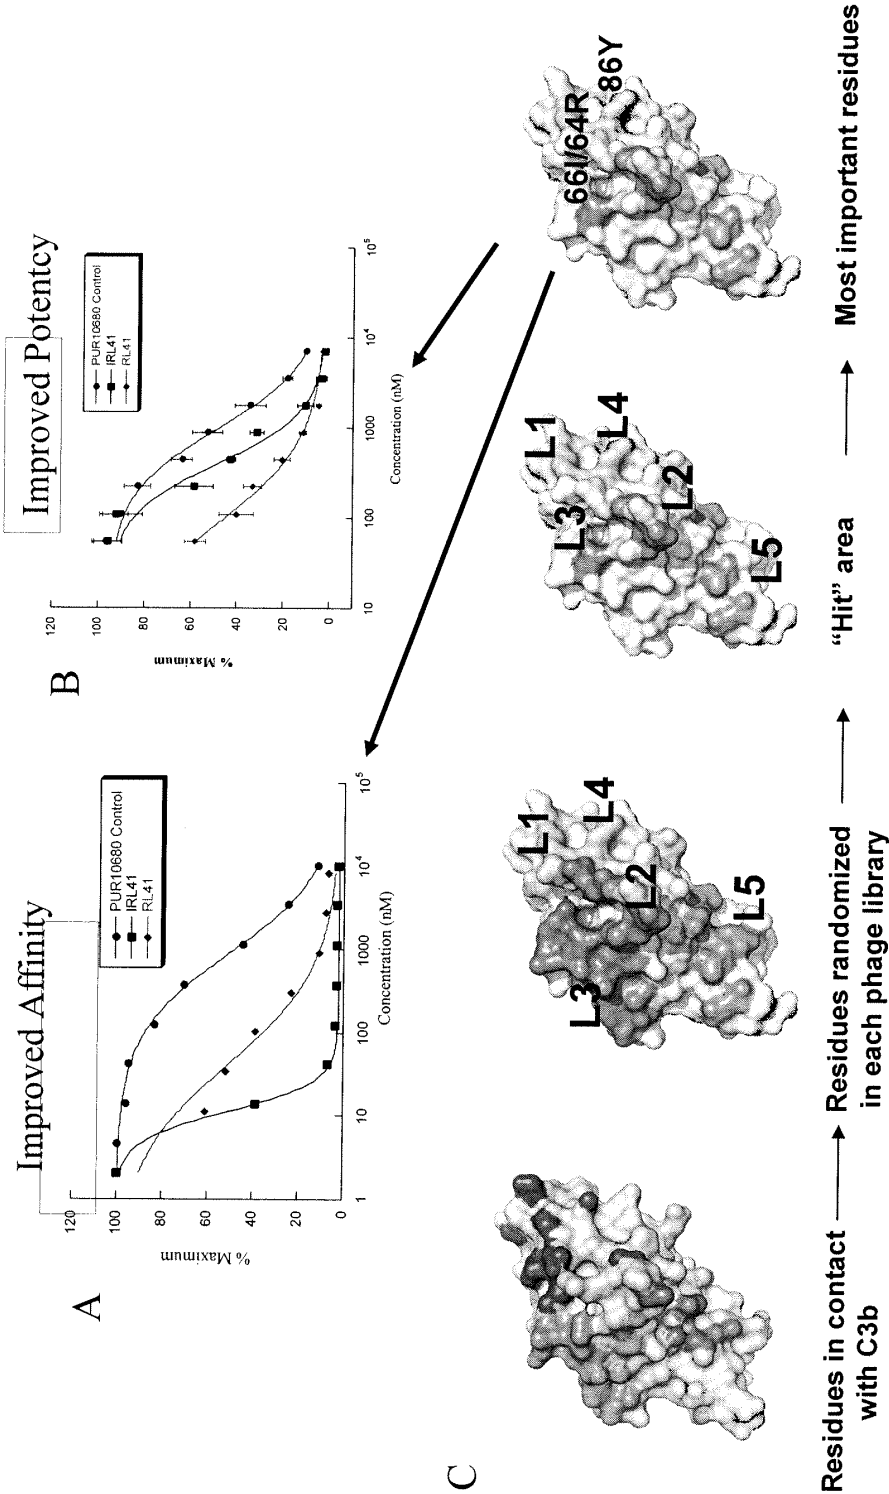 A
Improved Affinity
PUR10680 Control
IRL41
RL41
120
100
80
60
40
20
0
% Maximum
1
10
100
1000
10⁴
10⁵
Concentration (nM)
B
Improved Potentcy
PUR10680 Control
IRL41
RL41
120
100
80
60
40
20
0
% Maximum
10
100
1000
10⁴
10⁵
Concentration (nM)
C
L1
L3
L4
L2
L5
L1
L3
L4
L2
L5
66I/64R
86Y
Residues in contact
with C3b
Residues randomized
in each phage library
“Hit” area
Most important residues